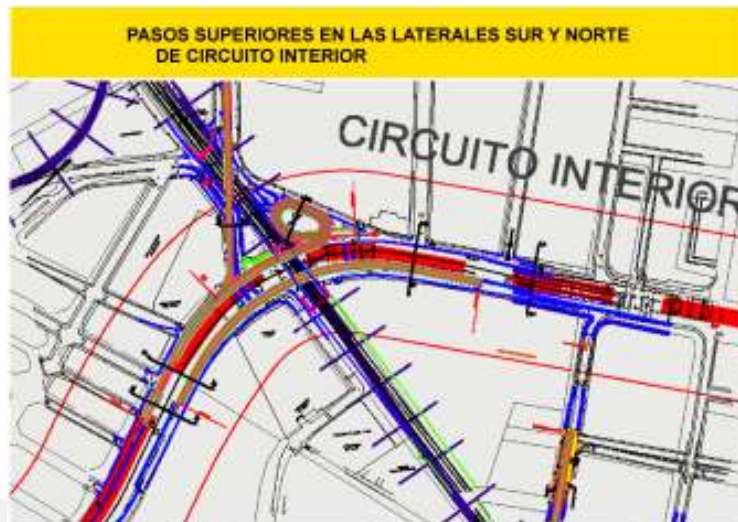 PASOS SUPERIORES EN LAS LATERALES SUR Y NORTE
DE CIRCUITO INTERIOR
CIRCUITO INTERIOR